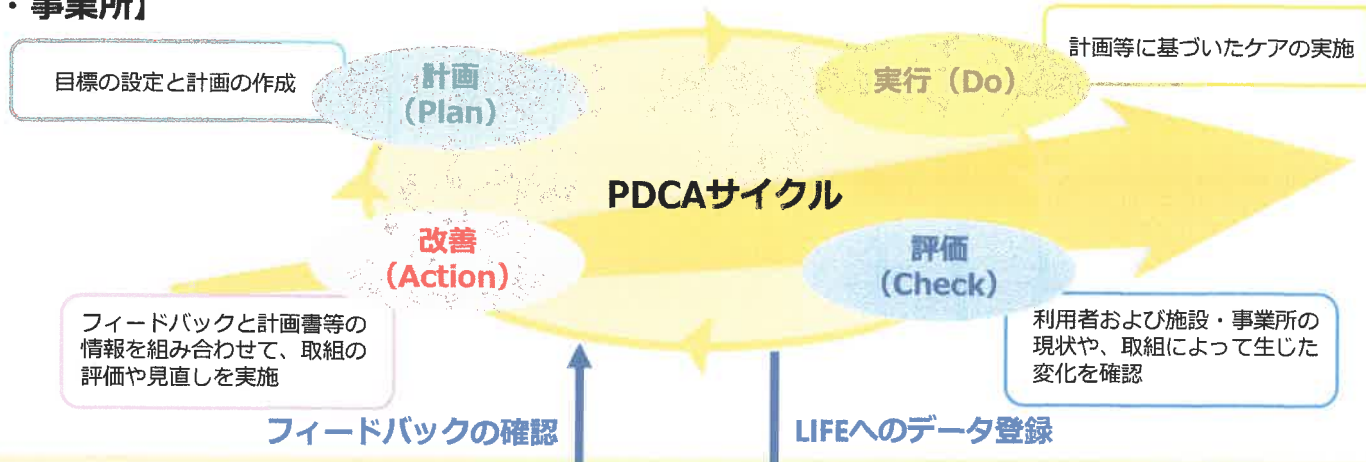 ・事業所】
目標の設定と計画の作成
計画
（Plan）
実行（Do）
計画等に基づいたケアの実施
PDCAサイクル
改善
（Action）
評価
（Check）
フィードバックと計画書等の
情報を組み合わせて、取組の
評価や見直しを実施
利用者および施設・事業所の
現状や、取組によって生じた
変化を確認
フィードバックの確認
LIFEへのデータ登録